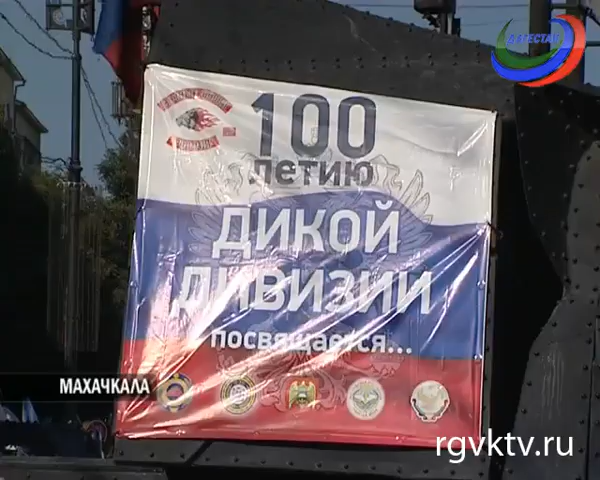 ДАГЕСТАН
100
ЛЕТИЮ
ДИКОЙ
ДИВИЗИИ
посвящается...
МАХАЧКАЛА
rgvktv.ru